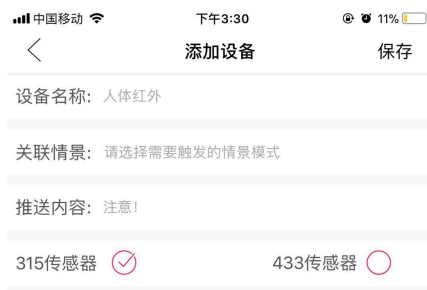 中国移动 下午3:30 11%
添加设备 保存
设备名称: 人体红外
关联情景: 请选择需要触发的情景模式
推送内容: 注意!
315传感器 433传感器